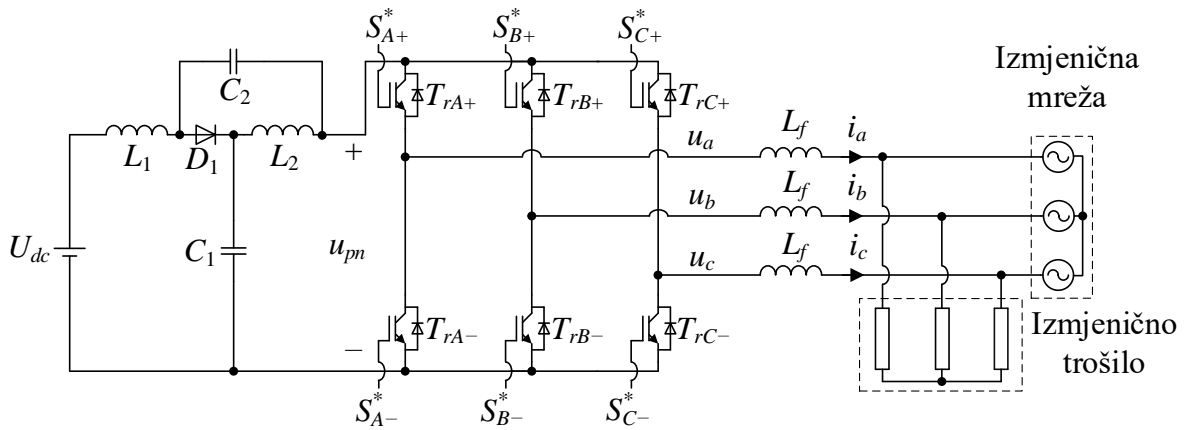 S*A+ S*B+ S*C+
Izmjenična
mreža
C2
TrA+ TrB+ TrC+
L1 D1 L2 +
ua Lf ia
ub Lf ib
Udc C1 upn
uc Lf ic
Izmjenično
trošilo
TrA− TrB− TrC−
−
S*A− S*B− S*C−